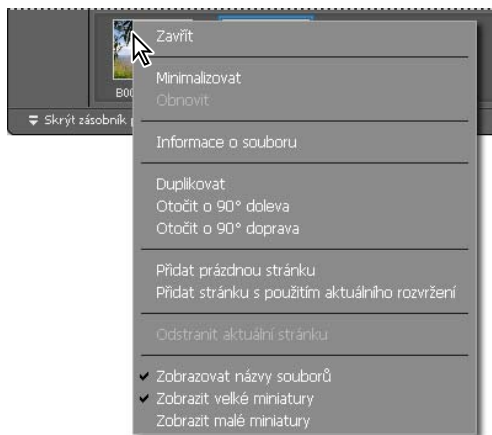 Zavřít
Minimalizovat
B00
Obnovit
Skrýt zásobník
Informace o souboru
Duplikovat
Otočit o 90° doleva
Otočit o 90° doprava
Přidat prázdnou stránku
Přidat stránku s použitím aktuálního rozvržení
Odstranit aktuální stránku
Zobrazovat názvy souborů
Zobrazit velké miniatury
Zobrazit malé miniatury